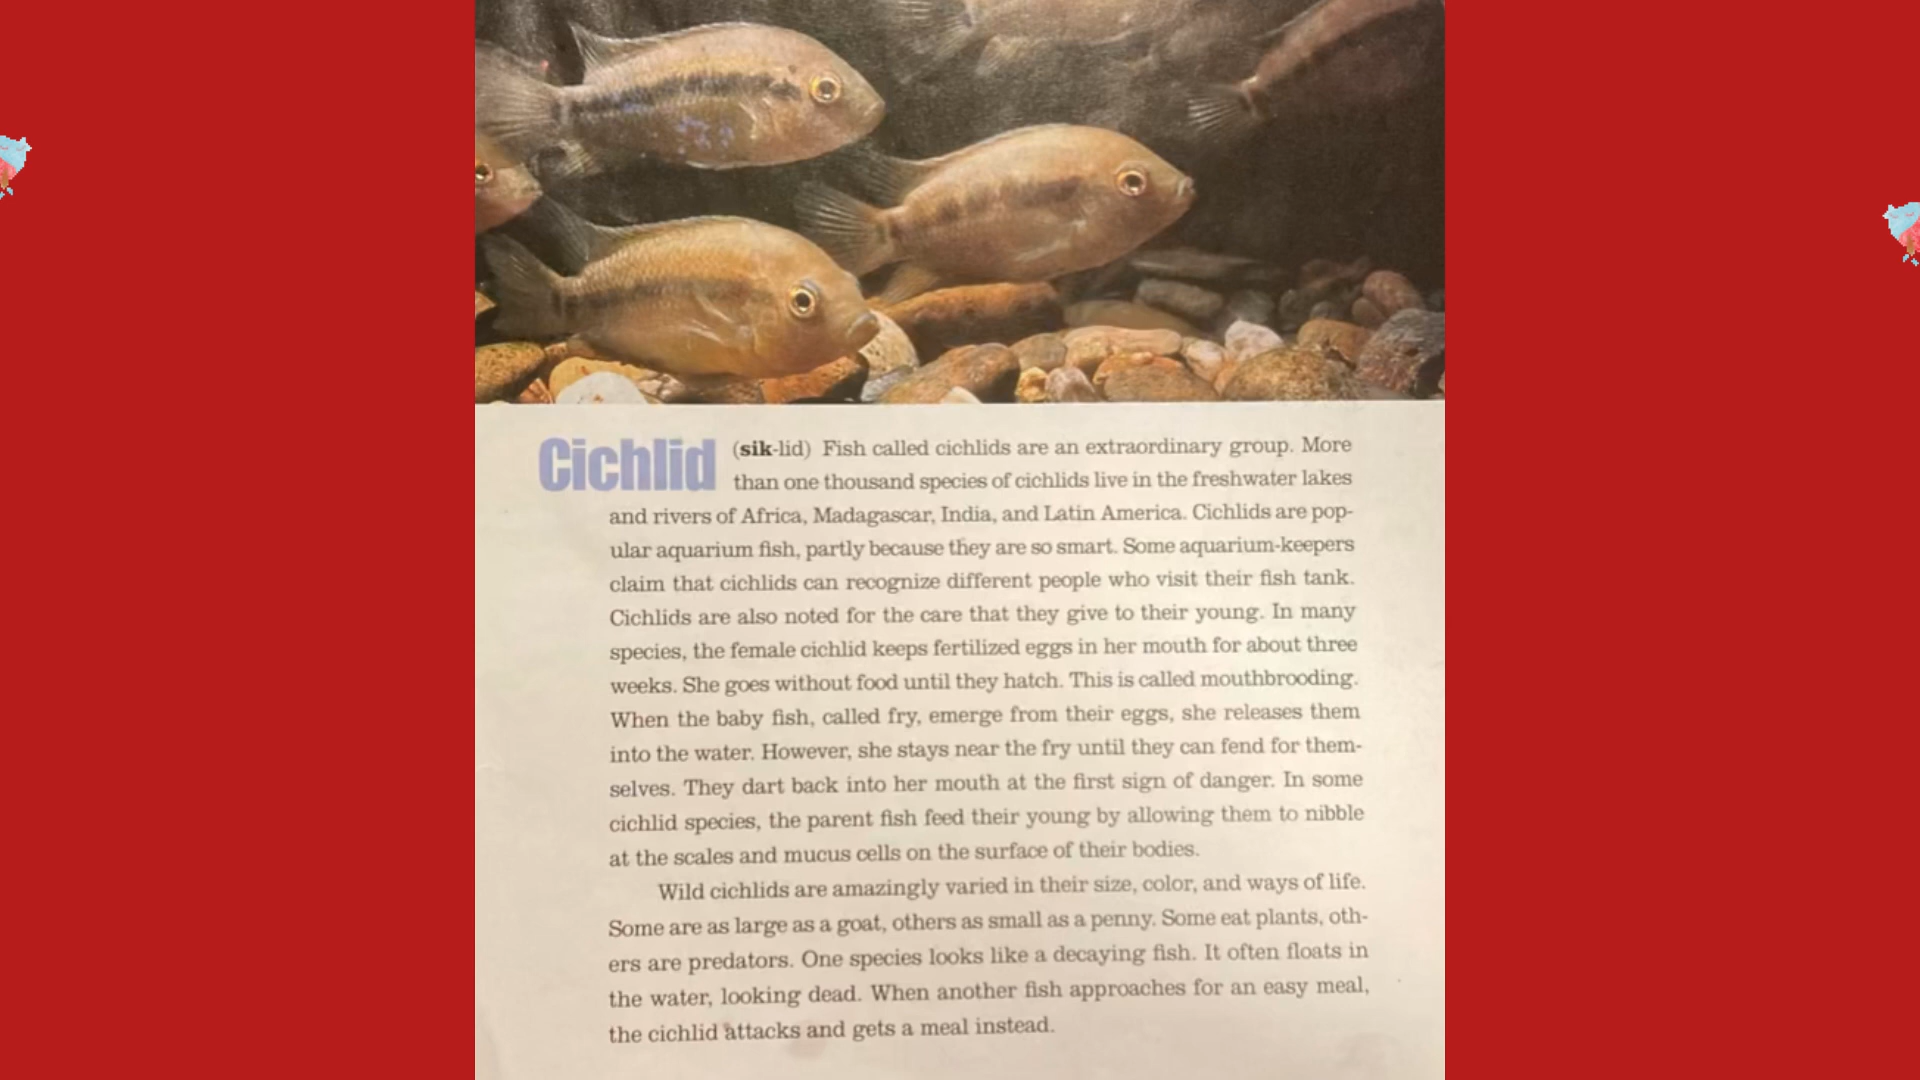 Cichlid (sik-lid) Fish called cichlids are an extraordinary group. More
than one thousand species of cichlids live in the freshwater lakes
and rivers of Africa, Madagascar, India, and Latin America. Cichlids are pop-
ular aquarium fish, partly because they are so smart. Some aquarium-keepers
claim that cichlids can recognize different people who visit their fish tank.
Cichlids are also noted for the care that they give to their young. In many
species, the female cichlid keeps fertilized eggs in her mouth for about three
weeks. She goes without food until they hatch. This is called mouthbrooding.
When the baby fish, called fry, emerge from their eggs, she releases them
into the water. However, she stays near the fry until they can fend for them-
selves. They dart back into her mouth at the first sign of danger. In some
cichlid species, the parent fish feed their young by allowing them to nibble
at the scales and mucus cells on the surface of their bodies.
Wild cichlids are amazingly varied in their size, color, and ways of life.
Some are as large as a goat, others as small as a penny. Some eat plants, oth-
ers are predators. One species looks like a decaying fish. It often floats in
the water, looking dead. When another fish approaches for an easy meal,
the cichlid attacks and gets a meal instead.